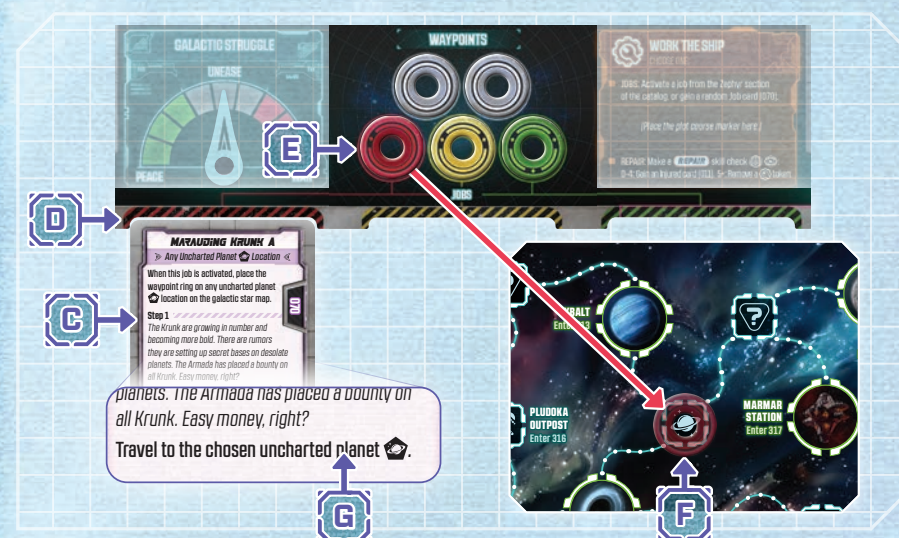 GALACTIC STRUGGLE
UNEASE
PEACE
WAYPOINTS
JOBS
WORK THE SHIP
CHOOSE ONE
JOBS: Activate a job from the Zephyr section
of the catalog, or gain a random Job card (070).
(Place the plot course marker here.)
REPAIR: Make a REPAIR skill check
0-4: Gain an Injured card (113). 5+: Remove a token.
E
D
C
MARAUDING KRUNK A
Any Uncharted Planet Location
When this job is activated, place the
waypoint ring on any uncharted planet
location on the galactic star map.
Step 1
The Krunk are growing in number and
becoming more bold. There are rumors
they are setting up secret bases on desolate
planets. The Armada has placed a bounty on
all Krunk. Easy money, right?
070
planets. The Armada has placed a bounty on
all Krunk. Easy money, right?
Travel to the chosen uncharted planet .
G
?
PLUDOKA
OUTPOST
Enter 316
MARMAR
STATION
Enter 317
F